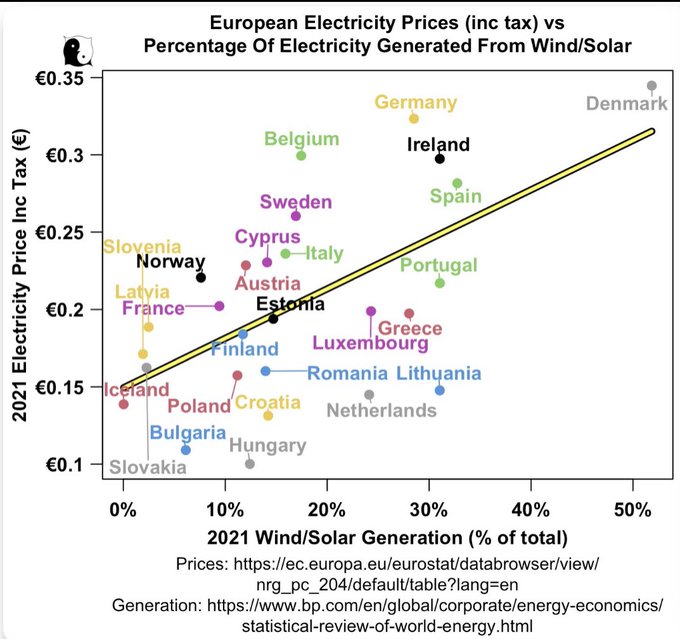 European Electricity Prices (inc tax) vs
Percentage Of Electricity Generated From Wind/Solar
2021 Electricity Price Inc Tax (€)
€0.35
€0.3
€0.25
€0.2
€0.15
€0.1
Denmark
Germany
Ireland
Belgium
Spain
Sweden
Cyprus
Slovenia
Italy
Norway
Portugal
Austria
Latvia
Estonia
France
Greece
Luxembourg
Finland
Romania
Lithuania
Iceland
Poland
Croatia
Netherlands
Bulgaria
Hungary
Slovakia
0%
10%
20%
30%
40%
50%
2021 Wind/Solar Generation (% of total)
Prices: https://ec.europa.eu/eurostat/databrowser/view/
nrg_pc_204/default/table?lang=en
Generation: https://www.bp.com/en/global/corporate/energy-economics/
statistical-review-of-world-energy.html